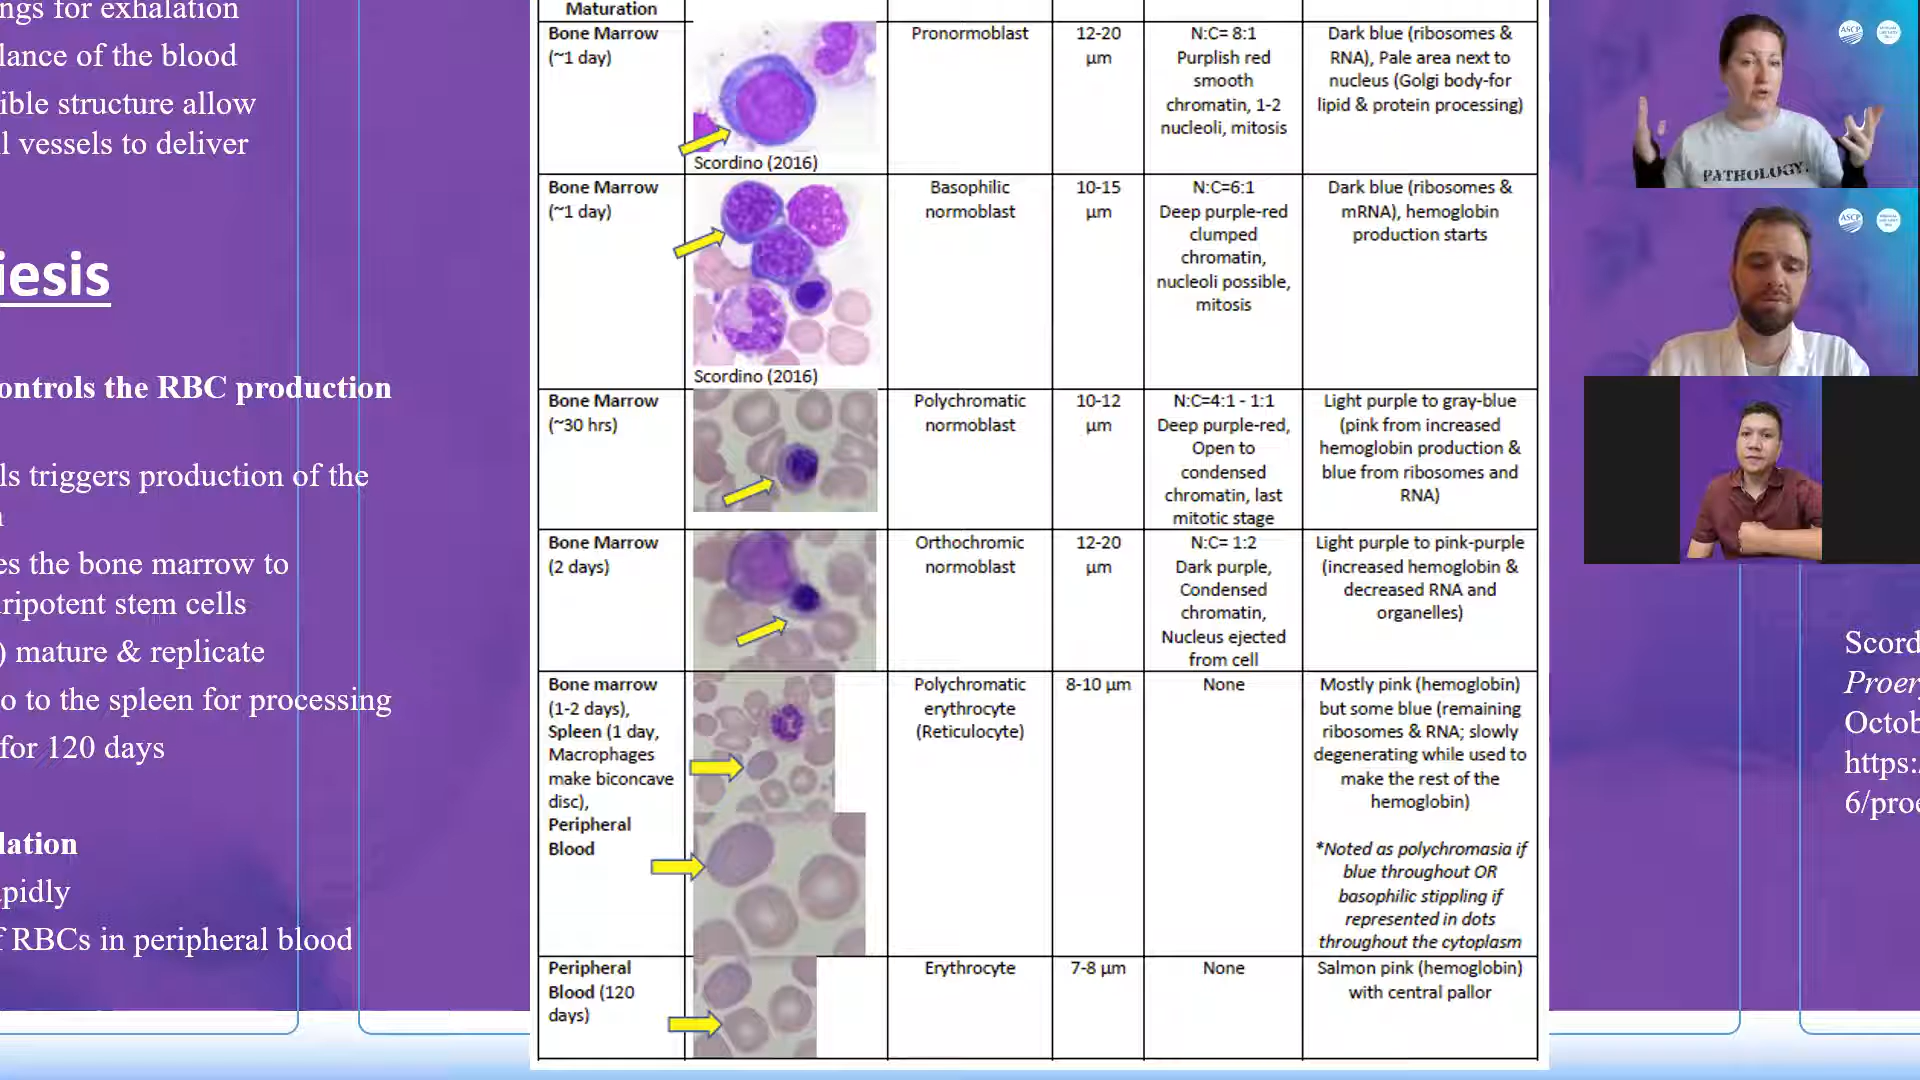 ngs for exhalation
lance of the blood
ible structure allow
l vessels to deliver
iesis
ontrols the RBC production
ls triggers production of the
es the bone marrow to
uripotent stem cells
) mature & replicate
o to the spleen for processing
for 120 days
lation
apidly
f RBCs in peripheral blood
Maturation
Bone Marrow
(~1 day)
Scordino (2016)
Pronormoblast
12-20
µm
N:C= 8:1
Purplish red
smooth
chromatin, 1-2
nucleoli, mitosis
Dark blue (ribosomes &
RNA), Pale area next to
nucleus (Golgi body-for
lipid & protein processing)
Bone Marrow
(~1 day)
Scordino (2016)
Basophilic
normoblast
10-15
µm
N:C=6:1
Deep purple-red
clumped
chromatin,
nucleoli possible,
mitosis
Dark blue (ribosomes &
mRNA), hemoglobin
production starts
Bone Marrow
(~30 hrs)
Polychromatic
normoblast
10-12
µm
N:C=4:1 - 1:1
Deep purple-red,
Open to
condensed
chromatin, last
mitotic stage
Light purple to gray-blue
(pink from increased
hemoglobin production &
blue from ribosomes and
RNA)
Bone Marrow
(2 days)
Orthochromic
normoblast
12-20
µm
N:C= 1:2
Dark purple,
Condensed
chromatin,
Nucleus ejected
from cell
Light purple to pink-purple
(increased hemoglobin &
decreased RNA and
organelles)
Bone marrow
(1-2 days),
Spleen (1 day,
Macrophages
make biconcave
disc),
Peripheral
Blood
Polychromatic
erythrocyte
(Reticulocyte)
8-10 µm
None
Mostly pink (hemoglobin)
but some blue (remaining
ribosomes & RNA; slowly
degenerating while used to
make the rest of the
hemoglobin)
*Noted as polychromasia if
blue throughout OR
basophilic stippling if
represented in dots
throughout the cytoplasm
Peripheral
Blood (120
days)
Erythrocyte
7-8 µm
None
Salmon pink (hemoglobin)
with central pallor
ASCP
PATHOLOGY.
ASCP
Scord
Proer
Octob
https:
6/proe